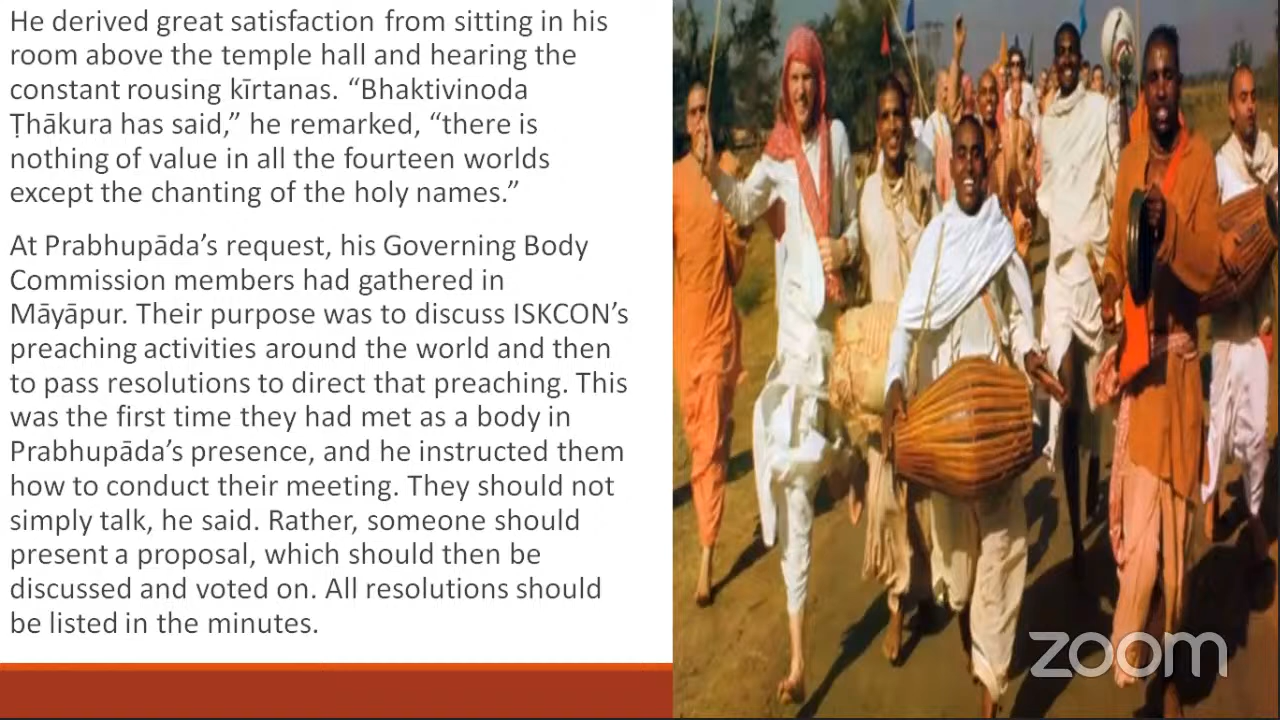 He derived great satisfaction from sitting in his
room above the temple hall and hearing the
constant rousing kīrtanas. “Bhaktivinoda
Ṭhākura has said,” he remarked, “there is
nothing of value in all the fourteen worlds
except the chanting of the holy names.”
At Prabhupāda’s request, his Governing Body
Commission members had gathered in
Māyāpur. Their purpose was to discuss ISKCON’s
preaching activities around the world and then
to pass resolutions to direct that preaching. This
was the first time they had met as a body in
Prabhupāda’s presence, and he instructed them
how to conduct their meeting. They should not
simply talk, he said. Rather, someone should
present a proposal, which should then be
discussed and voted on. All resolutions should
be listed in the minutes.
zoom